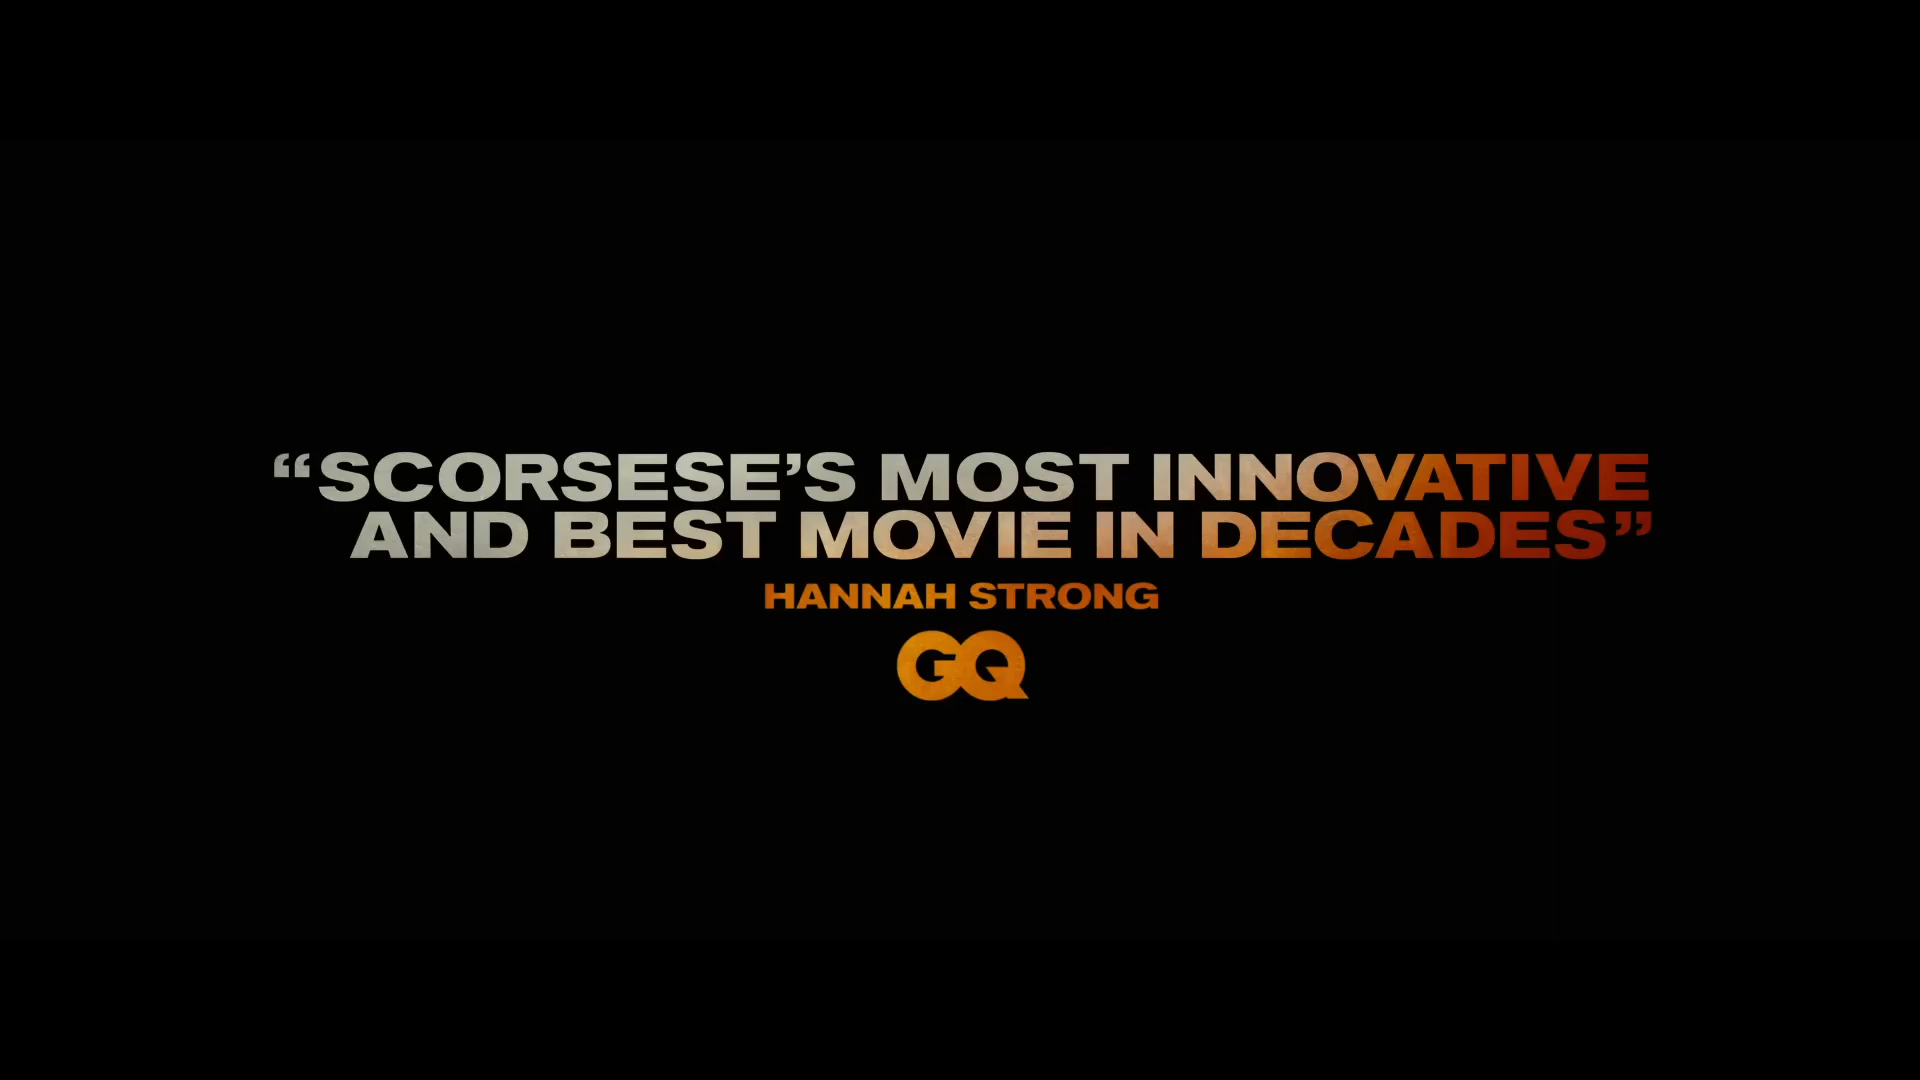 “SCORSESE’S MOST INNOVATIVE
AND BEST MOVIE IN DECADES”
HANNAH STRONG
GQ